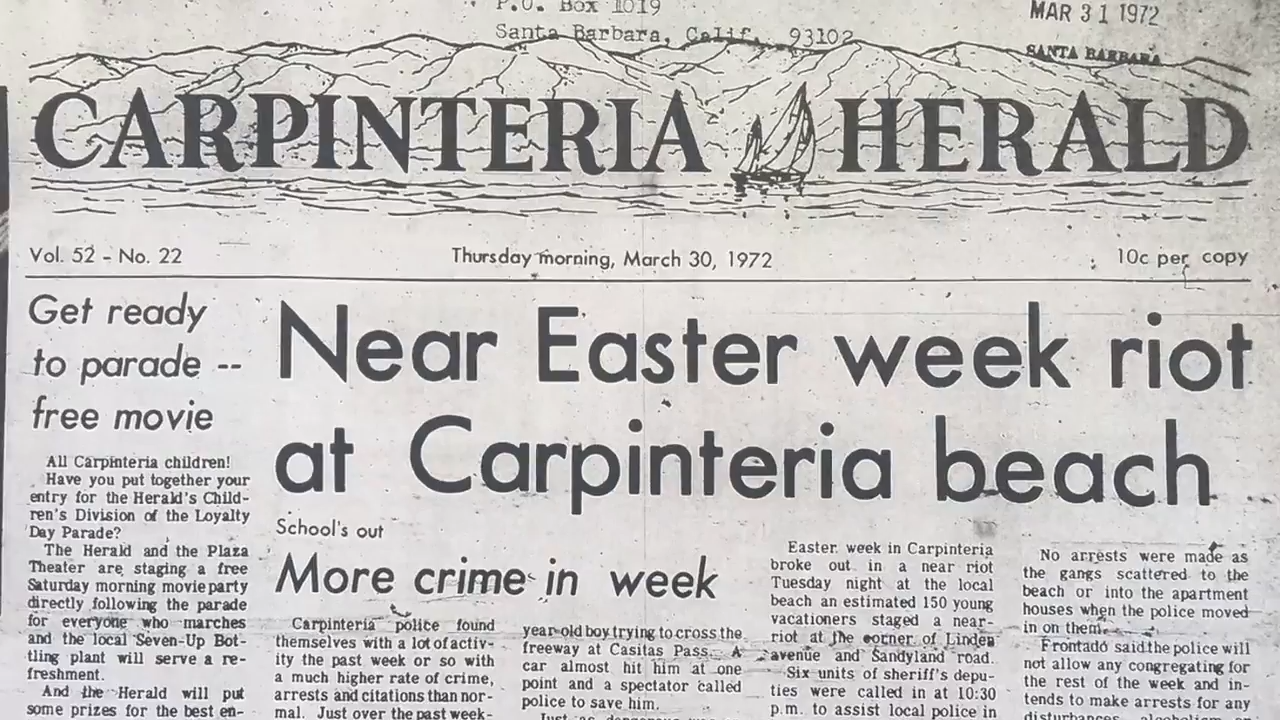 P.O. Box 1019
Santa Barbara, Calif. 93102
MAR 31 1972
SANTA BARBARA
CARPINTERIA HERALD
Vol. 52 - No. 22
Thursday morning, March 30, 1972
10c per copy
Get ready
to parade --
free movie
All Carpinteria children!
Have you put together your
entry for the Herald's Child-
ren's Division of the Loyalty
Day Parade?
The Herald and the Plaza
Theater are staging a free
Saturday morning movie party
directly following the parade
for everyone who marches
and the local Seven-Up Bot-
tling plant will serve a re-
freshment.
And the Herald will put
some prizes for the best en-
Near Easter week riot
at Carpinteria beach
School's out
More crime in week
Carpinteria police found
themselves with a lot of activ-
ity the past week or so with
a much higher rate of crime,
arrests and citations than nor-
mal. Just over the past week-
year-old boy trying to cross the
freeway at Casitas Pass. A
car almost hit him at one
point and a spectator called
police to save him.
Just as dangerous was
Easter week in Carpinteria
broke out in a near riot
Tuesday night at the local
beach an estimated 150 young
vacationers staged a near-
riot at the corner of Linden
avenue and Sandyland road.
Six units of sheriff's depu-
ties were called in at 10:30
p.m. to assist local police in
No arrests were made as
the gangs scattered to the
beach or into the apartment
houses when the police moved
in on them.
Frontado said the police will
not allow any congregating for
the rest of the week and in-
tends to make arrests for any